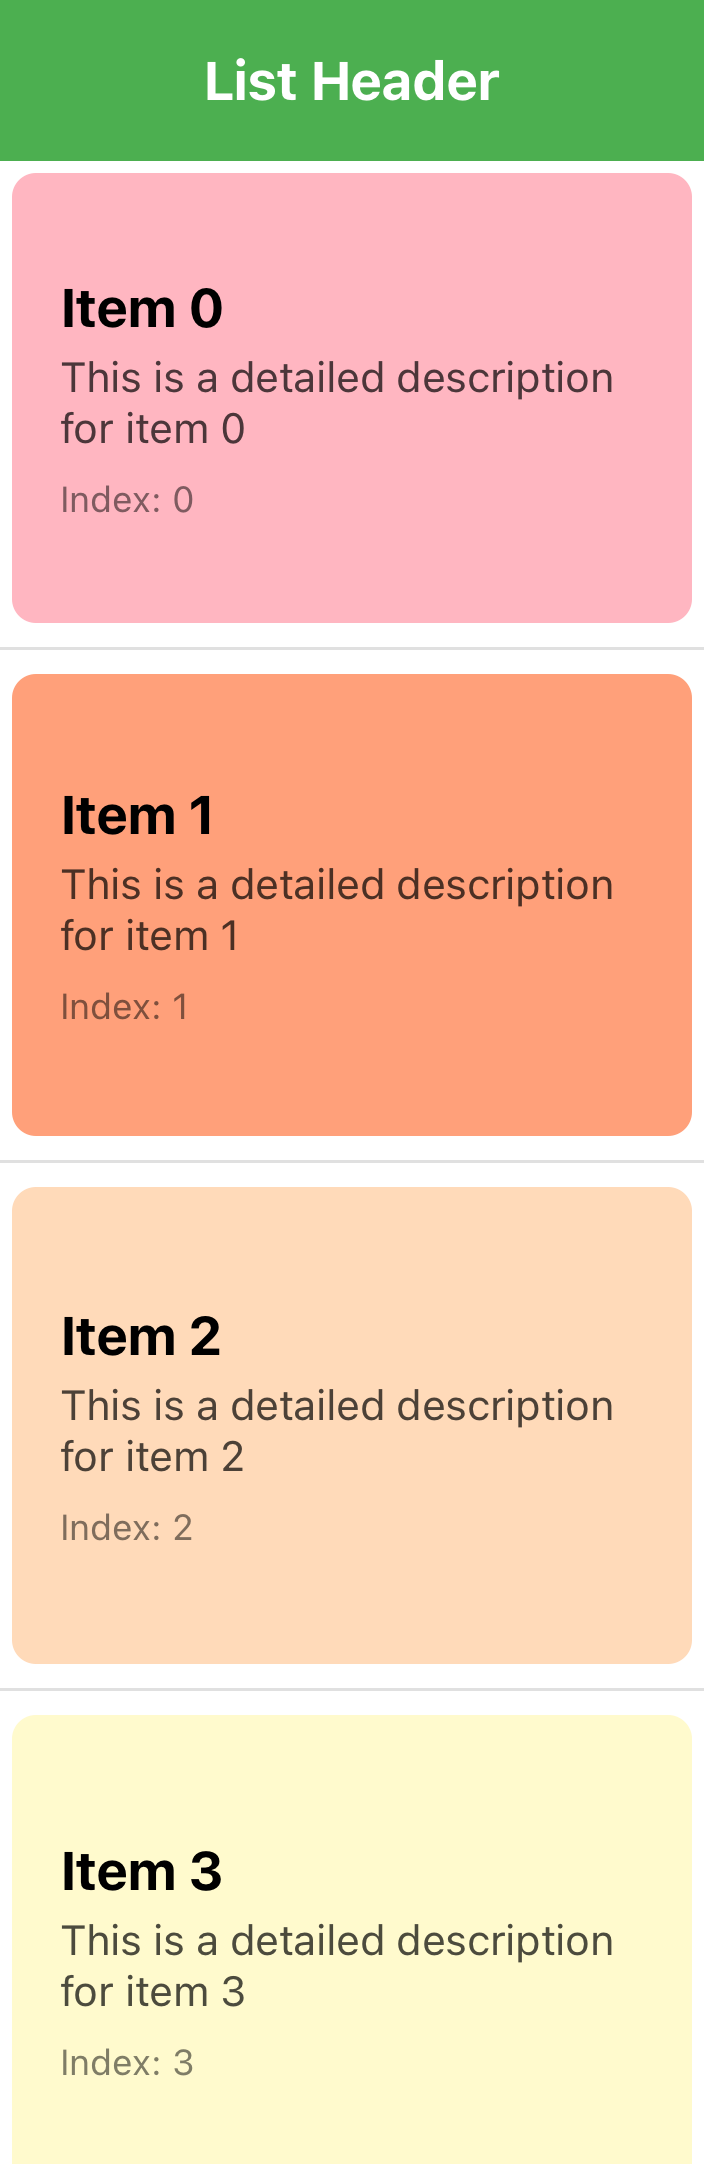 List Header
Item 0
This is a detailed description
for item 0
Index: 0
Item 1
This is a detailed description
for item 1
Index: 1
Item 2
This is a detailed description
for item 2
Index: 2
Item 3
This is a detailed description
for item 3
Index: 3